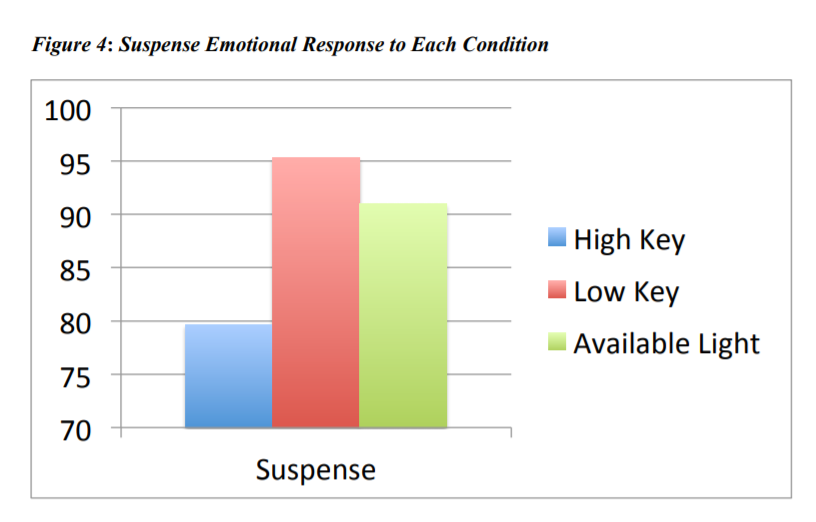 Figure 4: Suspense Emotional Response to Each Condition
100
95
90
85
80
75
70
Suspense
High Key
Low Key
Available Light